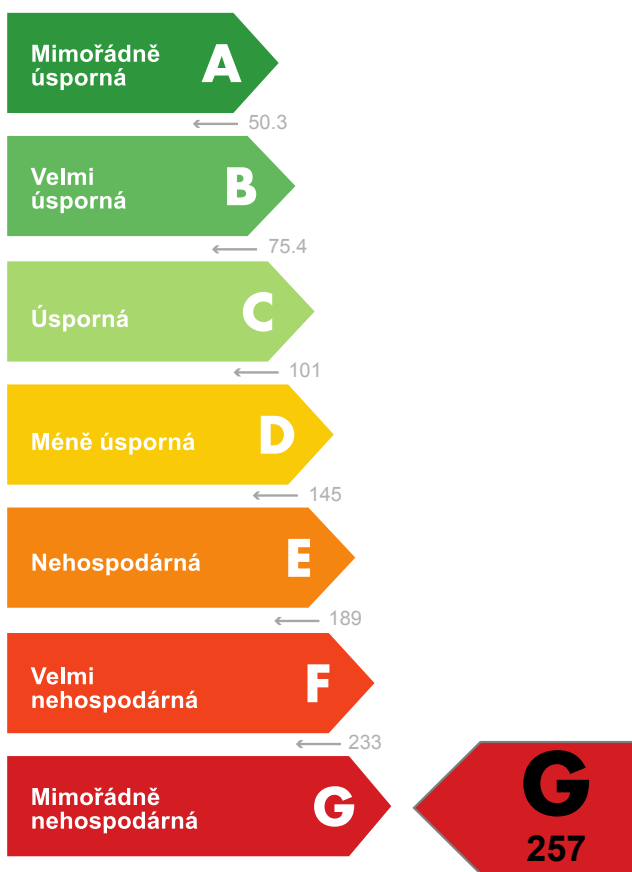 Mimořádně
úsporná
A
← 50.3
Velmi
úsporná
B
← 75.4
Úsporná
C
← 101
Méně úsporná
D
← 145
Nehospodárná
E
← 189
Velmi
nehospodárná
F
← 233
Mimořádně
nehospodárná
G
G
257